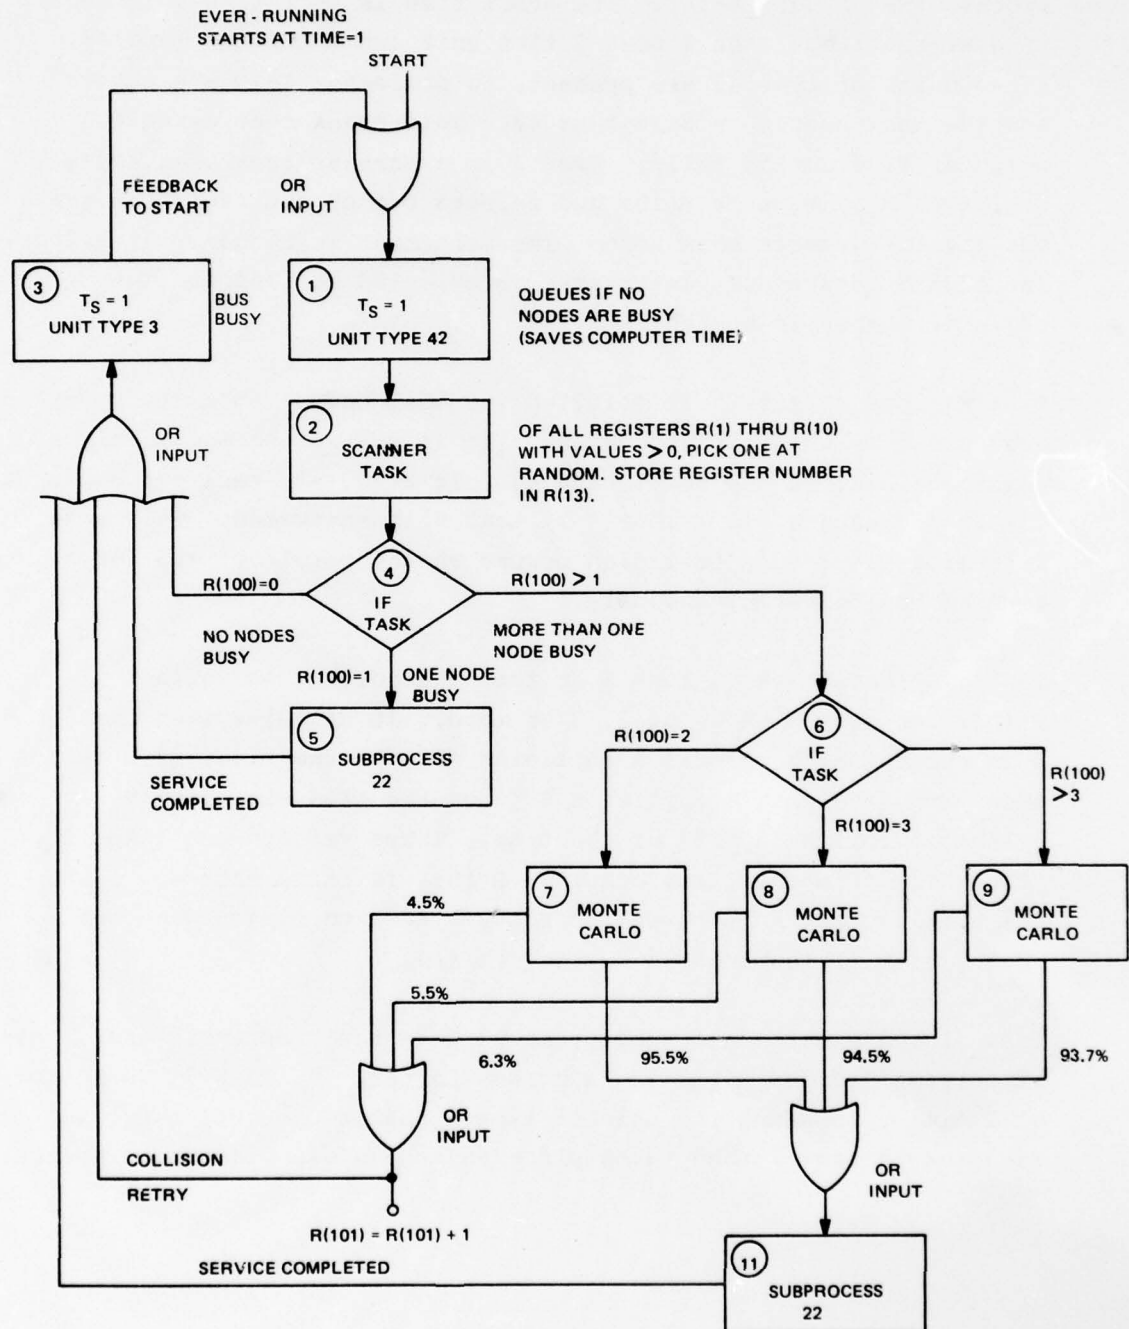 EVER - RUNNING
STARTS AT TIME=1
START
FEEDBACK
TO START
OR
INPUT
3
T_S = 1
UNIT TYPE 3
BUS
BUSY
1
T_S = 1
UNIT TYPE 42
QUEUES IF NO
NODES ARE BUSY
(SAVES COMPUTER TIME)
OR
INPUT
2
SCANNER
TASK
OF ALL REGISTERS R(1) THRU R(10)
WITH VALUES > 0, PICK ONE AT
RANDOM. STORE REGISTER NUMBER
IN R(13).
R(100)=0
4
IF
TASK
R(100) > 1
NO NODES
BUSY
MORE THAN ONE
NODE BUSY
R(100)=1
ONE NODE
BUSY
5
SUBPROCESS
22
SERVICE
COMPLETED
R(100)=2
6
IF
TASK
R(100)
>3
R(100)=3
7
MONTE
CARLO
8
MONTE
CARLO
9
MONTE
CARLO
4.5%
5.5%
6.3%
95.5%
94.5%
93.7%
OR
INPUT
COLLISION
RETRY
OR
INPUT
R(101) = R(101) + 1
SERVICE COMPLETED
11
SUBPROCESS
22